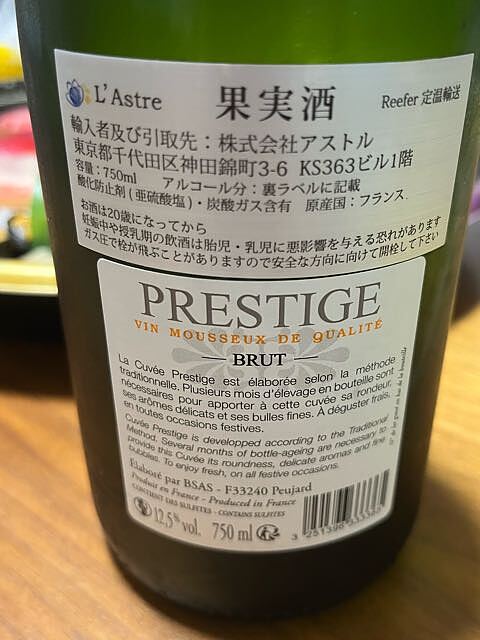 L'Astre 果実酒 Reefer 定温輸送
輸入者及び引取先：株式会社アストル
東京都千代田区神田錦町3-6 KS363ビル1階
容量：750ml アルコール分：裏ラベルに記載
酸化防止剤(亜硫酸塩)・炭酸ガス含有 原産国：フランス
お酒は20歳になってから
妊娠中や授乳期の飲酒は胎児・乳児に悪影響を与える恐れがあります
ガス圧で栓が飛ぶことがありますので安全な方向に向けて開栓して下さい
PRESTIGE
VIN MOUSSEUX DE QUALITÉ
BRUT
La Cuvée Prestige est élaborée selon la méthode
traditionnelle. Plusieurs mois d'élevage en bouteille sont
nécessaires pour apporter à cette cuvée sa rondeur,
ses arômes délicats et ses bulles fines. À déguster frais,
en toutes occasions festives.
Cuvée Prestige is developped according to the Traditional
Method. Several months of bottle-ageing are necessary to
provide this Cuvée its roundness, delicate aromas and fine
bubbles. To enjoy fresh, on all festive occasions.
Elaboré par BSAS - F33240 Peujard
Produit en France - Produced in France
CONTIENT DES SULFITES - CONTAINS SULFITES
12,5% vol. 750 ml